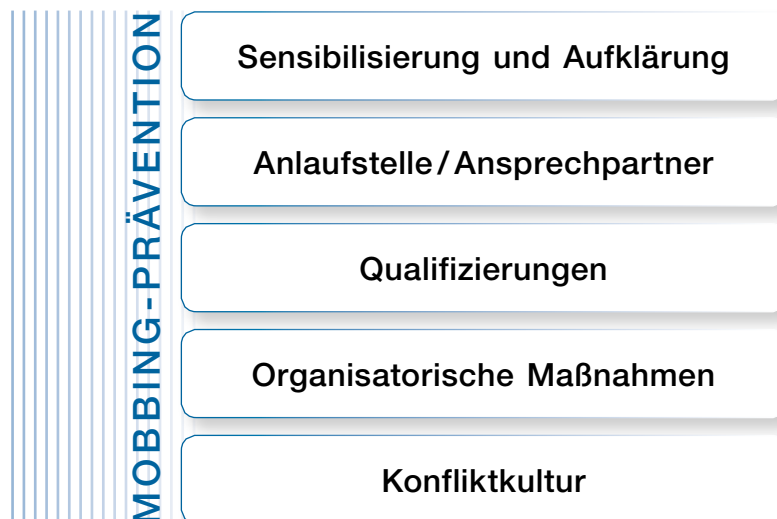 MOBBING-PRÄVENTION
Sensibilisierung und Aufklärung
Anlaufstelle/Ansprechpartner
Qualifizierungen
Organisatorische Maßnahmen
Konfliktkultur